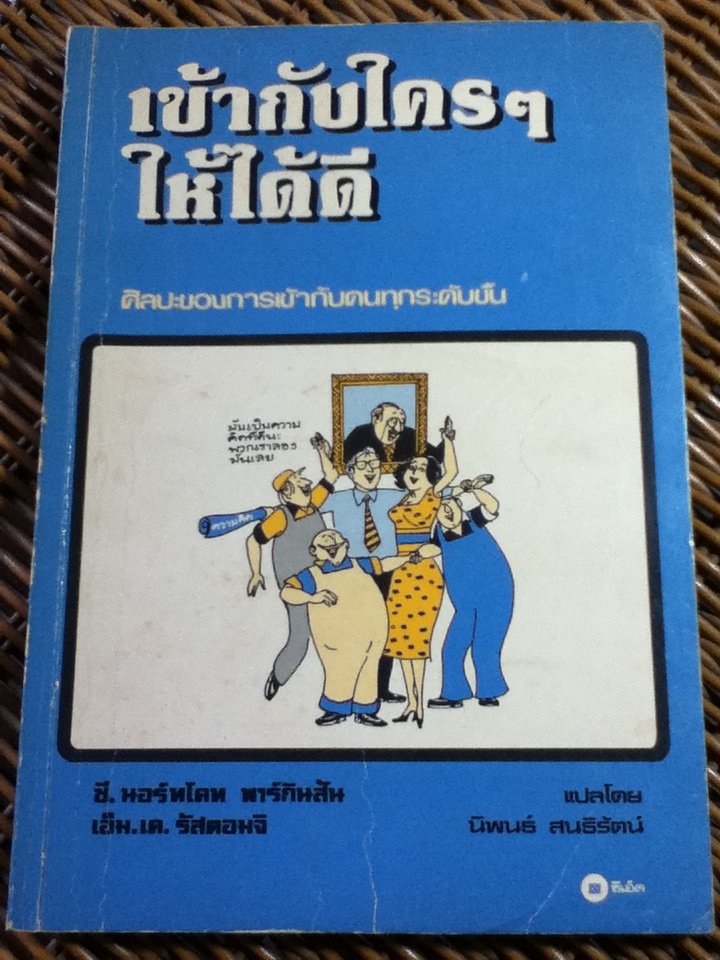 เข้ากับใครๆ
ให้ได้ดี
ศิลปะของการเข้ากับคนทุกระดับชั้น
มันเป็นความ
คิดที่ดีนะ
พวกเราลอง
มันเลย
ความคิด
ซี. นอร์ทโคท พาร์กินสัน
เอ็ม.เค. รัสตอมจิ
แปลโดย
นิพนธ์ สนธิรัตน์
ซีเอ็ด